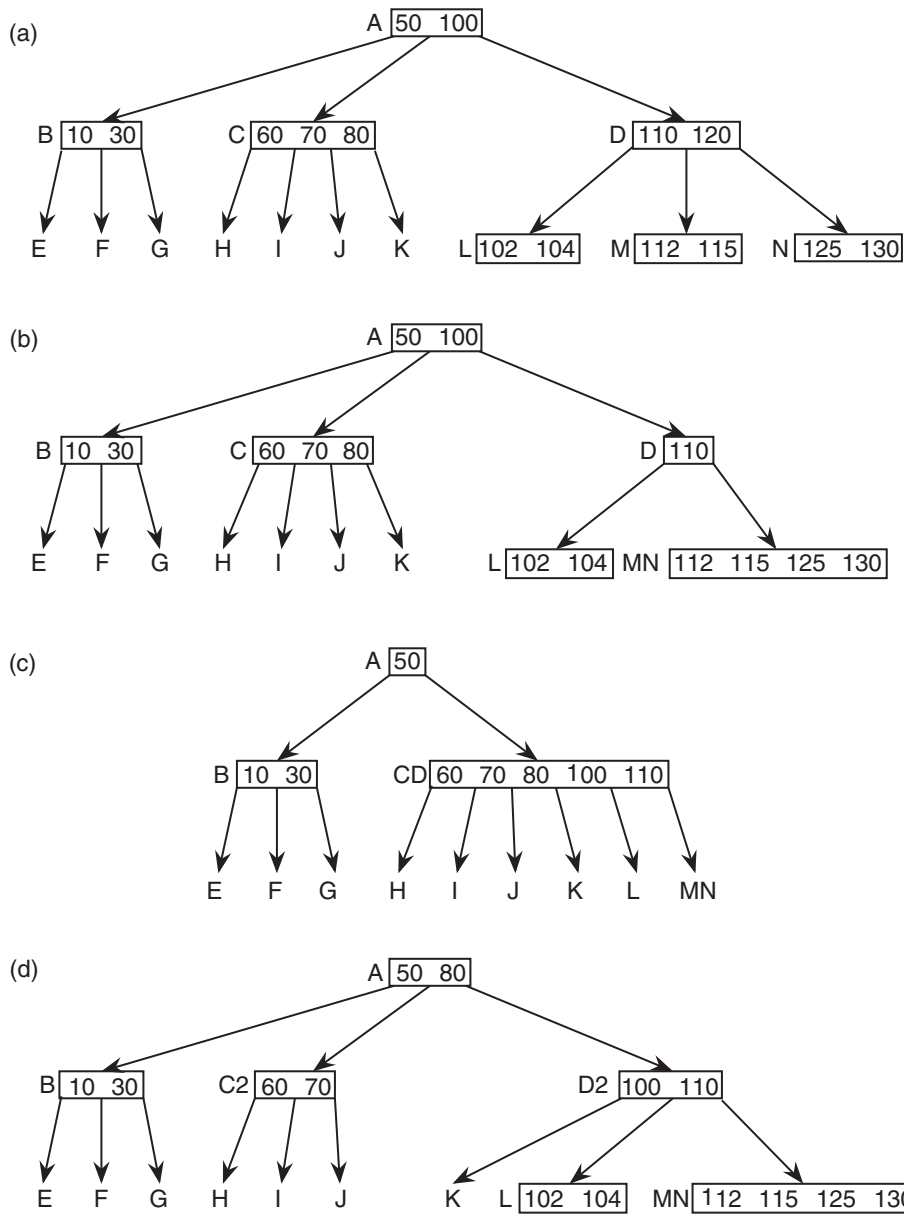 (a)
A 50 100
B 10 30 C 60 70 80 D 110 120
E F G H I J K L 102 104 M 112 115 N 125 130
(b)
A 50 100
B 10 30 C 60 70 80 D 110
E F G H I J K L 102 104 MN 112 115 125 130
(c)
A 50
B 10 30 CD 60 70 80 100 110
E F G H I J K L MN
(d)
A 50 80
B 10 30 C2 60 70 D2 100 110
E F G H I J K L 102 104 MN 112 115 125 130